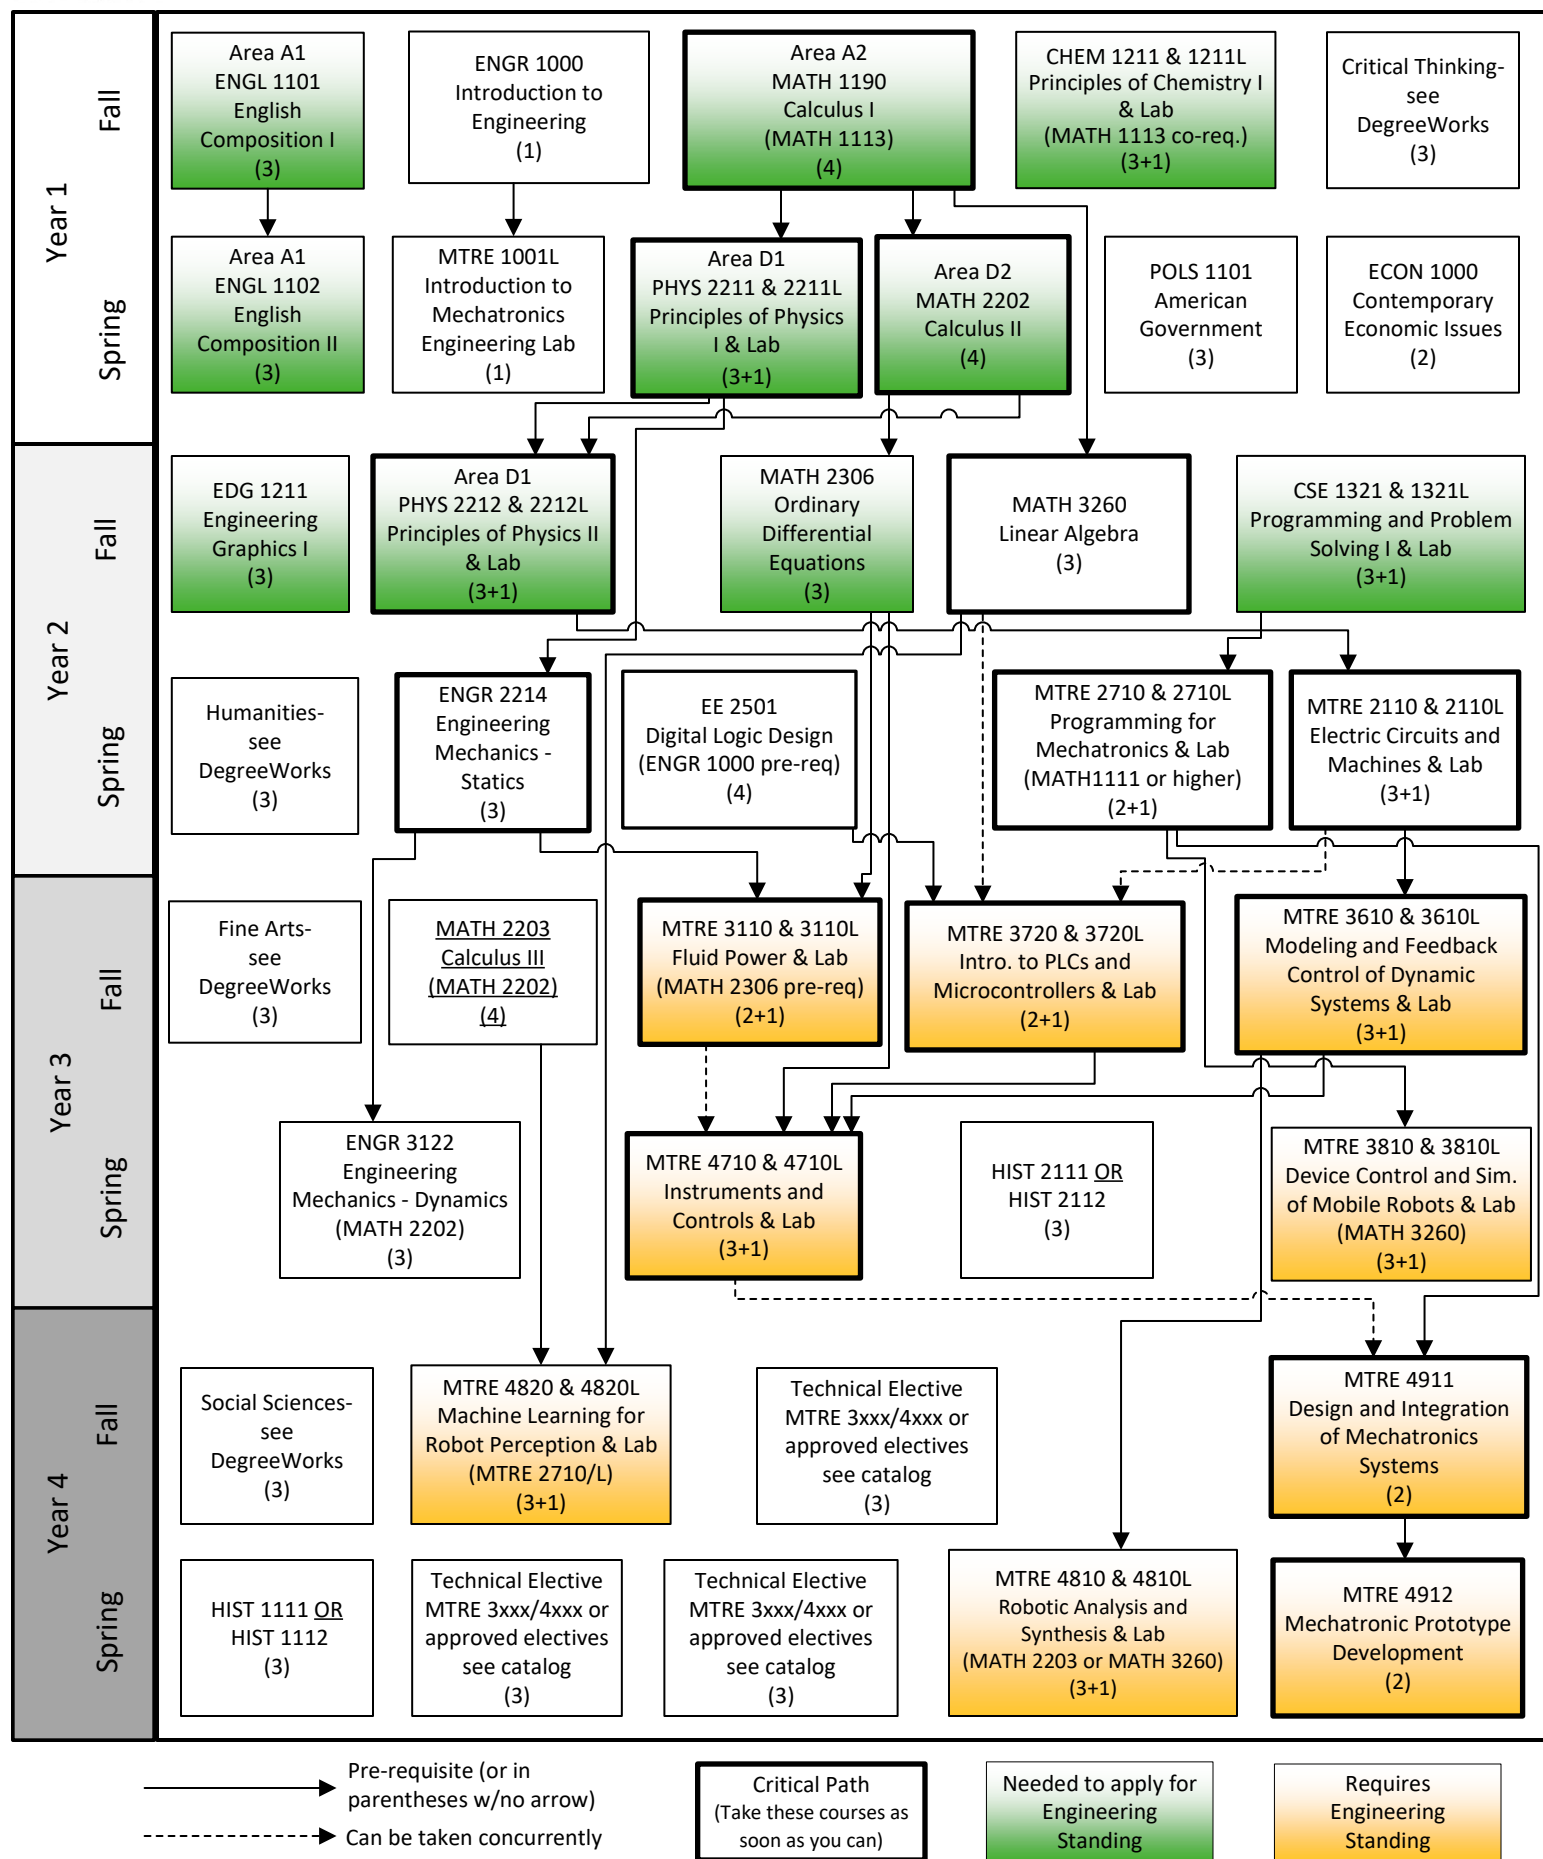 Year 1
Fall
Area A1
ENGL 1101
English
Composition I
(3)
ENGR 1000
Introduction to
Engineering
(1)
Area A2
MATH 1190
Calculus I
(MATH 1113)
(4)
CHEM 1211 & 1211L
Principles of Chemistry I
& Lab
(MATH 1113 co-req.)
(3+1)
Critical Thinking-
see
DegreeWorks
(3)
Spring
Area A1
ENGL 1102
English
Composition II
(3)
MTRE 1001L
Introduction to
Mechatronics
Engineering Lab
(1)
Area D1
PHYS 2211 & 2211L
Principles of Physics
I & Lab
(3+1)
Area D2
MATH 2202
Calculus II
(4)
POLS 1101
American
Government
(3)
ECON 1000
Contemporary
Economic Issues
(2)
Year 2
Fall
EDG 1211
Engineering
Graphics I
(3)
Area D1
PHYS 2212 & 2212L
Principles of Physics II
& Lab
(3+1)
MATH 2306
Ordinary
Differential
Equations
(3)
MATH 3260
Linear Algebra
(3)
CSE 1321 & 1321L
Programming and Problem
Solving I & Lab
(3+1)
Spring
Humanities-
see
DegreeWorks
(3)
ENGR 2214
Engineering
Mechanics -
Statics
(3)
EE 2501
Digital Logic Design
(ENGR 1000 pre-req)
(4)
MTRE 2710 & 2710L
Programming for
Mechatronics & Lab
(MATH1111 or higher)
(2+1)
MTRE 2110 & 2110L
Electric Circuits and
Machines & Lab
(3+1)
Year 3
Fall
Fine Arts-
see
DegreeWorks
(3)
MATH 2203
Calculus III
(MATH 2202)
(4)
MTRE 3110 & 3110L
Fluid Power & Lab
(MATH 2306 pre-req)
(2+1)
MTRE 3720 & 3720L
Intro. to PLCs and
Microcontrollers & Lab
(2+1)
MTRE 3610 & 3610L
Modeling and Feedback
Control of Dynamic
Systems & Lab
(3+1)
Spring
ENGR 3122
Engineering
Mechanics - Dynamics
(MATH 2202)
(3)
MTRE 4710 & 4710L
Instruments and
Controls & Lab
(3+1)
HIST 2111 OR
HIST 2112
(3)
MTRE 3810 & 3810L
Device Control and Sim.
of Mobile Robots & Lab
(MATH 3260)
(3+1)
Year 4
Fall
Social Sciences-
see
DegreeWorks
(3)
MTRE 4820 & 4820L
Machine Learning for
Robot Perception & Lab
(MTRE 2710/L)
(3+1)
Technical Elective
MTRE 3xxx/4xxx or
approved electives
see catalog
(3)
MTRE 4911
Design and Integration
of Mechatronics
Systems
(2)
Spring
HIST 1111 OR
HIST 1112
(3)
Technical Elective
MTRE 3xxx/4xxx or
approved electives
see catalog
(3)
Technical Elective
MTRE 3xxx/4xxx or
approved electives
see catalog
(3)
MTRE 4810 & 4810L
Robotic Analysis and
Synthesis & Lab
(MATH 2203 or MATH 3260)
(3+1)
MTRE 4912
Mechatronic Prototype
Development
(2)
Pre-requisite (or in
parentheses w/no arrow)
Can be taken concurrently
Critical Path
(Take these courses as
soon as you can)
Needed to apply for
Engineering
Standing
Requires
Engineering
Standing